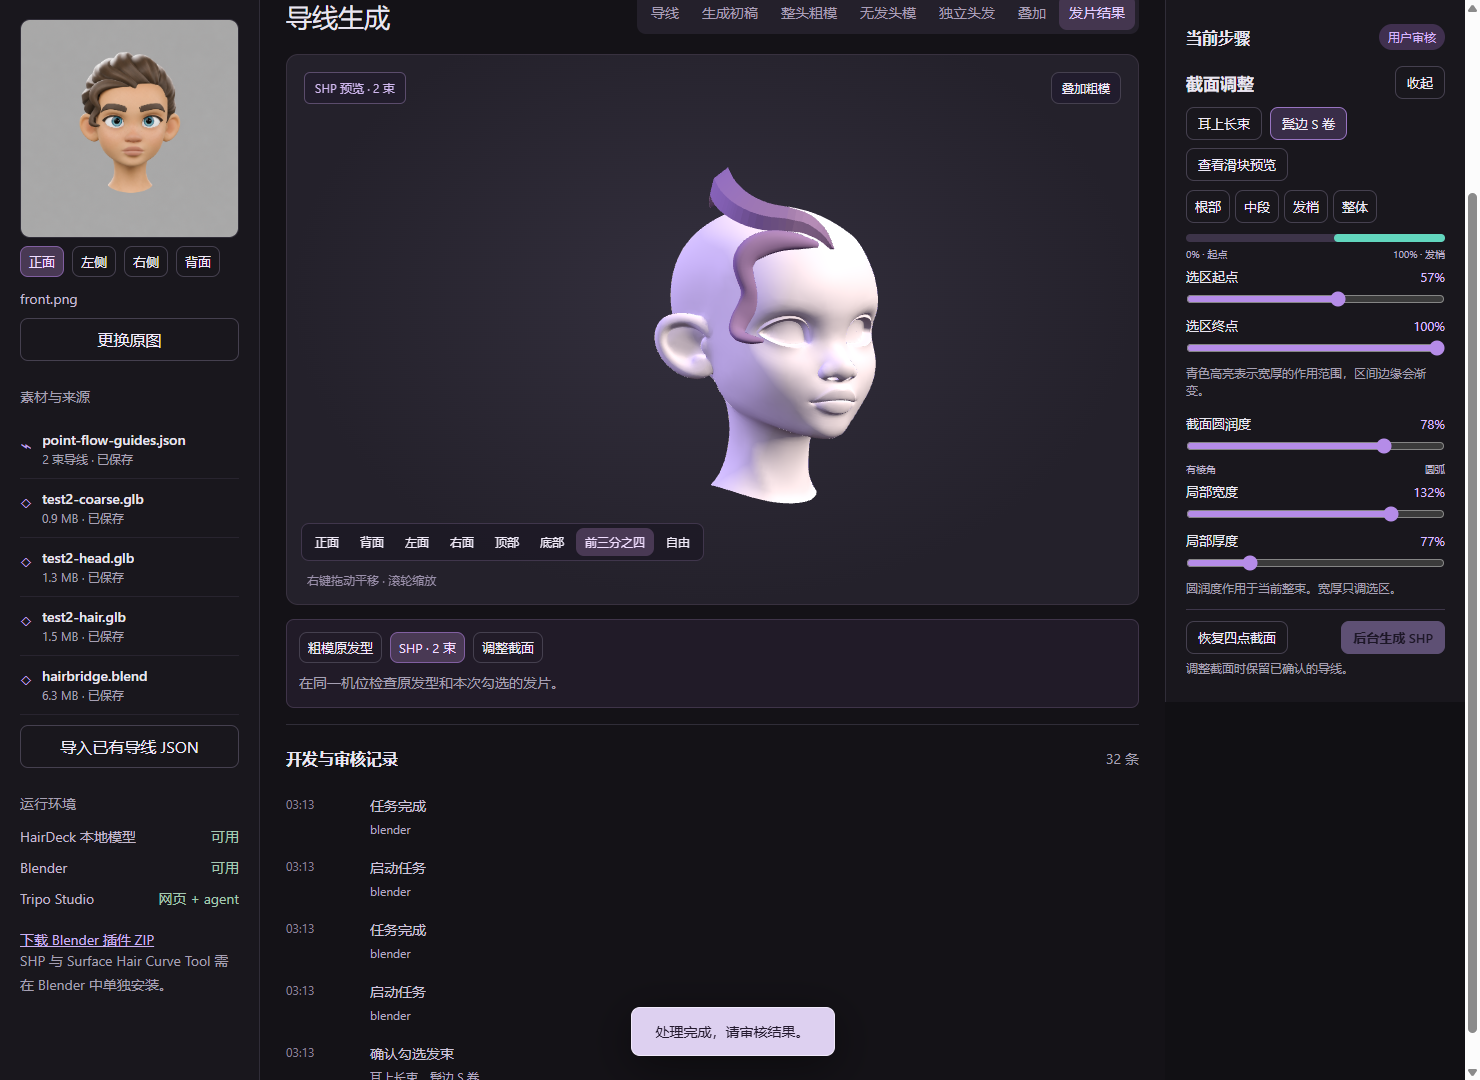 正面
左侧
右侧
背面
front.png
更换原图
素材与来源
point-flow-guides.json
2 束导线 · 已保存
test2-coarse.glb
0.9 MB · 已保存
test2-head.glb
1.3 MB · 已保存
test2-hair.glb
1.5 MB · 已保存
hairbridge.blend
6.3 MB · 已保存
导入已有导线 JSON
运行环境
HairDeck 本地模型 可用
Blender 可用
Tripo Studio 网页 + agent
下载 Blender 插件 ZIP
SHP 与 Surface Hair Curve Tool 需
在 Blender 中单独安装。
导线生成
导线 生成初稿 整头粗模 无发头模 独立头发 叠加 发片结果
SHP 预览 · 2 束
叠加粗模
正面 背面 左面 右面 顶部 底部 前三分之四 自由
右键拖动平移 · 滚轮缩放
粗模原发型 SHP · 2 束 调整截面
在同一机位检查原发型和本次勾选的发片。
开发与审核记录 32 条
03:13 任务完成
blender
03:13 启动任务
blender
03:13 任务完成
blender
03:13 启动任务
blender
03:13 确认勾选发束
耳上长束、鬓边 S 卷
处理完成，请审核结果。
当前步骤 用户审核
截面调整 收起
耳上长束 鬓边 S 卷
查看滑块预览
根部 中段 发梢 整体
0% · 起点 100% · 发梢
选区起点 57%
选区终点 100%
青色高亮表示宽厚的作用范围，区间边缘会渐
变。
截面圆润度 78%
有棱角 圆弧
局部宽度 132%
局部厚度 77%
圆润度作用于当前整束。宽厚只调选区。
恢复四点截面 后台生成 SHP
调整截面时保留已确认的导线。